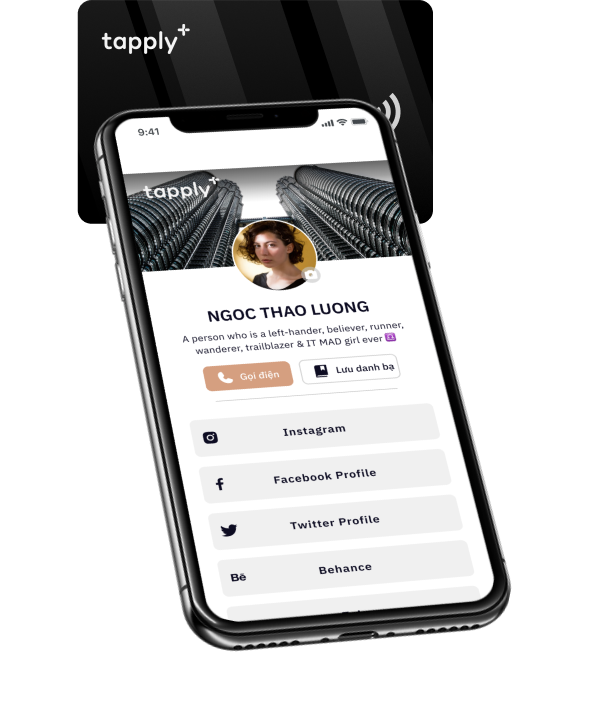 tapply+
9:41
tapply+
NGOC THAO LUONG
A person who is a left-hander, believer, runner,
wanderer, trailblazer & IT MAD girl ever
Gọi điện
Lưu danh bạ
Instagram
Facebook Profile
Twitter Profile
Bē Behance